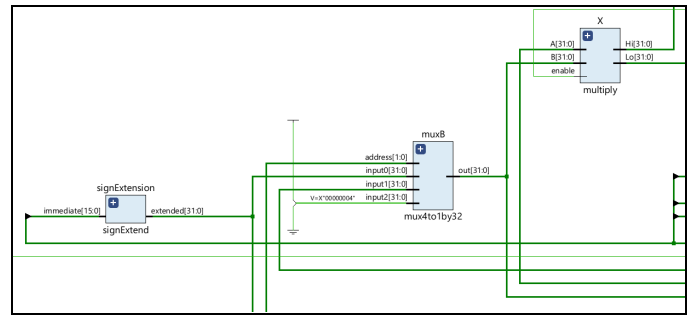 X
A[31:0] Hi[31:0]
B[31:0] Lo[31:0]
enable
multiply
muxB
address[1:0]
input0[31:0] out[31:0]
input1[31:0]
V=X"00000004" input2[31:0]
mux4to1by32
signExtension
immediate[15:0] extended[31:0]
signExtend